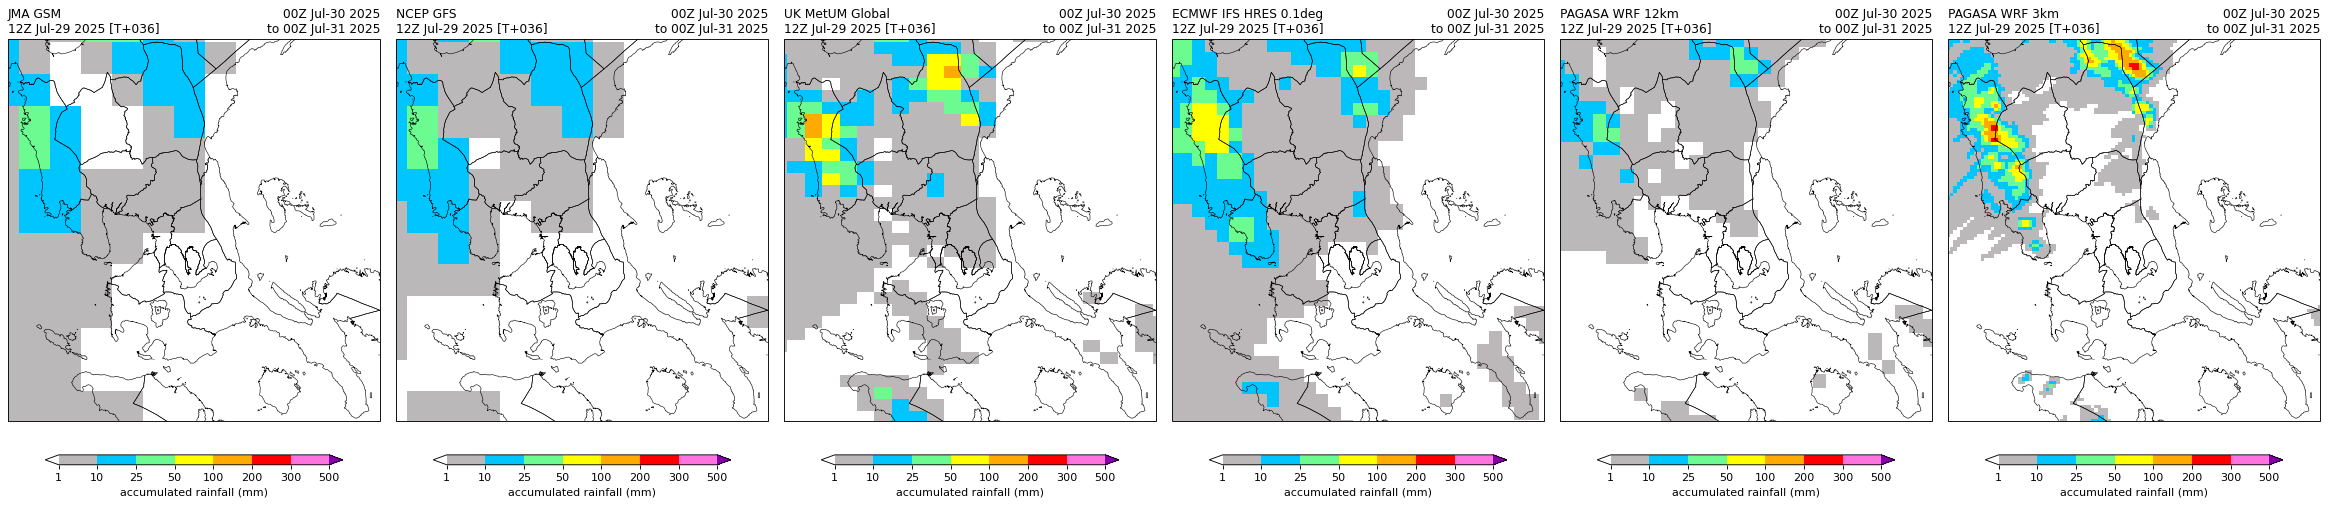 JMA GSM 00Z Jul-30 2025
12Z Jul-29 2025 [T+036] to 00Z Jul-31 2025
NCEP GFS 00Z Jul-30 2025
12Z Jul-29 2025 [T+036] to 00Z Jul-31 2025
UK MetUM Global 00Z Jul-30 2025
12Z Jul-29 2025 [T+036] to 00Z Jul-31 2025
ECMWF IFS HRES 0.1deg 00Z Jul-30 2025
12Z Jul-29 2025 [T+036] to 00Z Jul-31 2025
PAGASA WRF 12km 00Z Jul-30 2025
12Z Jul-29 2025 [T+036] to 00Z Jul-31 2025
PAGASA WRF 3km 00Z Jul-30 2025
12Z Jul-29 2025 [T+036] to 00Z Jul-31 2025
1 10 25 50 100 200 300 500
accumulated rainfall (mm)
1 10 25 50 100 200 300 500
accumulated rainfall (mm)
1 10 25 50 100 200 300 500
accumulated rainfall (mm)
1 10 25 50 100 200 300 500
accumulated rainfall (mm)
1 10 25 50 100 200 300 500
accumulated rainfall (mm)
1 10 25 50 100 200 300 500
accumulated rainfall (mm)